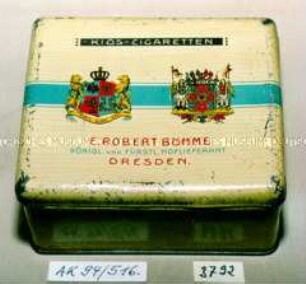 KIOS-CIGARETTEN
E. ROBERT BÖHME
KÖNIGL. UND FÜRSTL. HOFLIEFERANT
DRESDEN.
AK 94/516.
3792